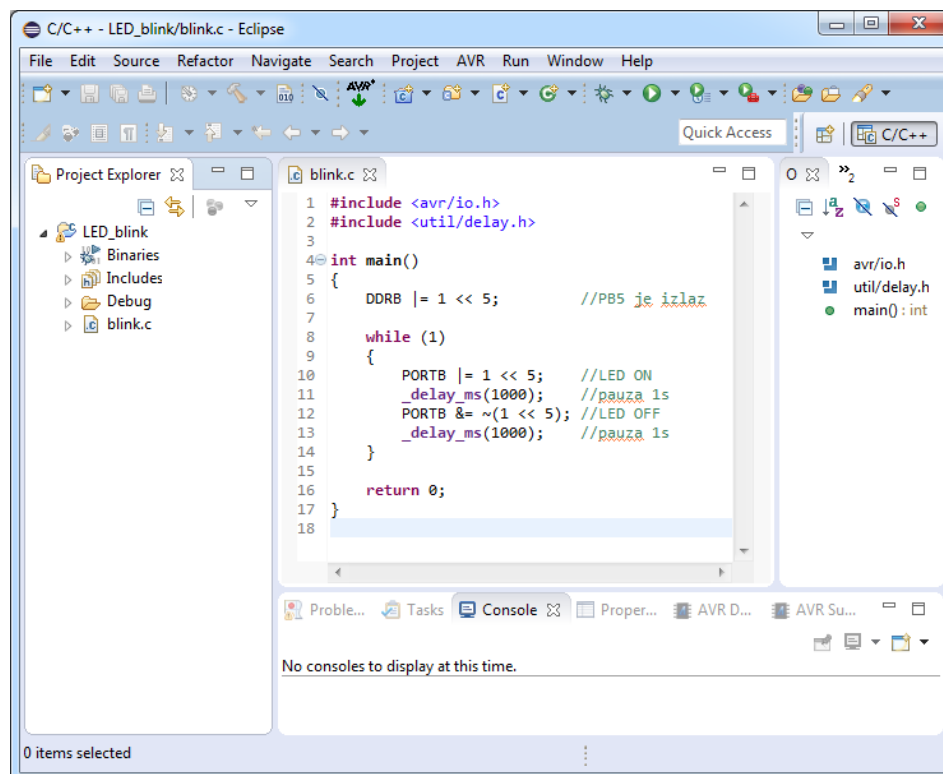 C/C++ - LED_blink/blink.c - Eclipse
File Edit Source Refactor Navigate Search Project AVR Run Window Help
010 AVR
Quick Access C/C++
Project Explorer
LED_blink
Binaries
Includes
Debug
blink.c
blink.c
1 #include <avr/io.h>
2 #include <util/delay.h>
3
4 int main()
5 {
6 DDRB |= 1 << 5; //PB5 je izlaz
7
8 while (1)
9 {
10 PORTB |= 1 << 5; //LED ON
11 _delay_ms(1000); //pauza 1s
12 PORTB &= ~(1 << 5); //LED OFF
13 _delay_ms(1000); //pauza 1s
14 }
15
16 return 0;
17 }
18
O »2
avr/io.h
util/delay.h
main() : int
Proble... Tasks Console Proper... AVR D... AVR Su...
No consoles to display at this time.
0 items selected